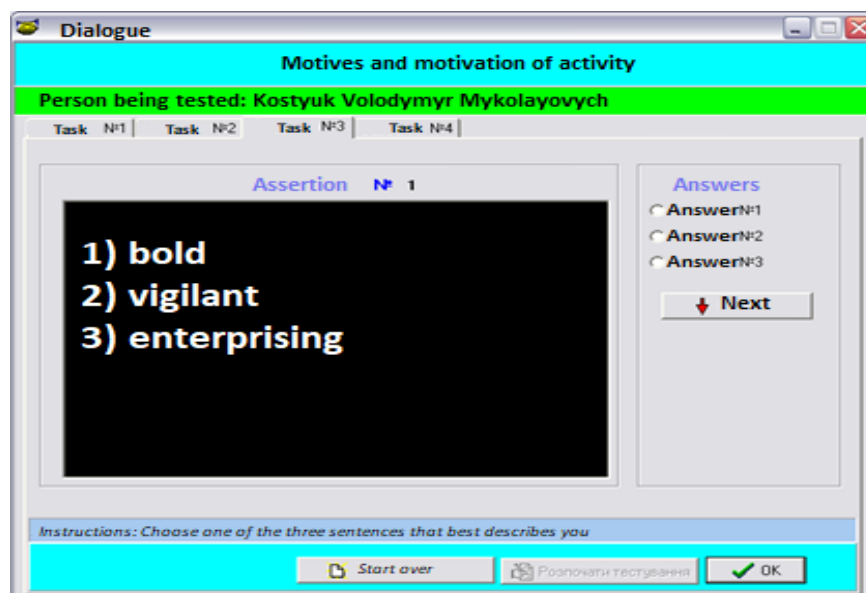 Dialogue
Motives and motivation of activity
Person being tested: Kostyuk Volodymyr Mykolayovych
Task №1 Task №2 Task №3 Task №4
Assertion № 1
1) bold
2) vigilant
3) enterprising
Answers
Answer№1
Answer№2
Answer№3
Next
Instructions: Choose one of the three sentences that best describes you
Start over Розпочати тестування OK